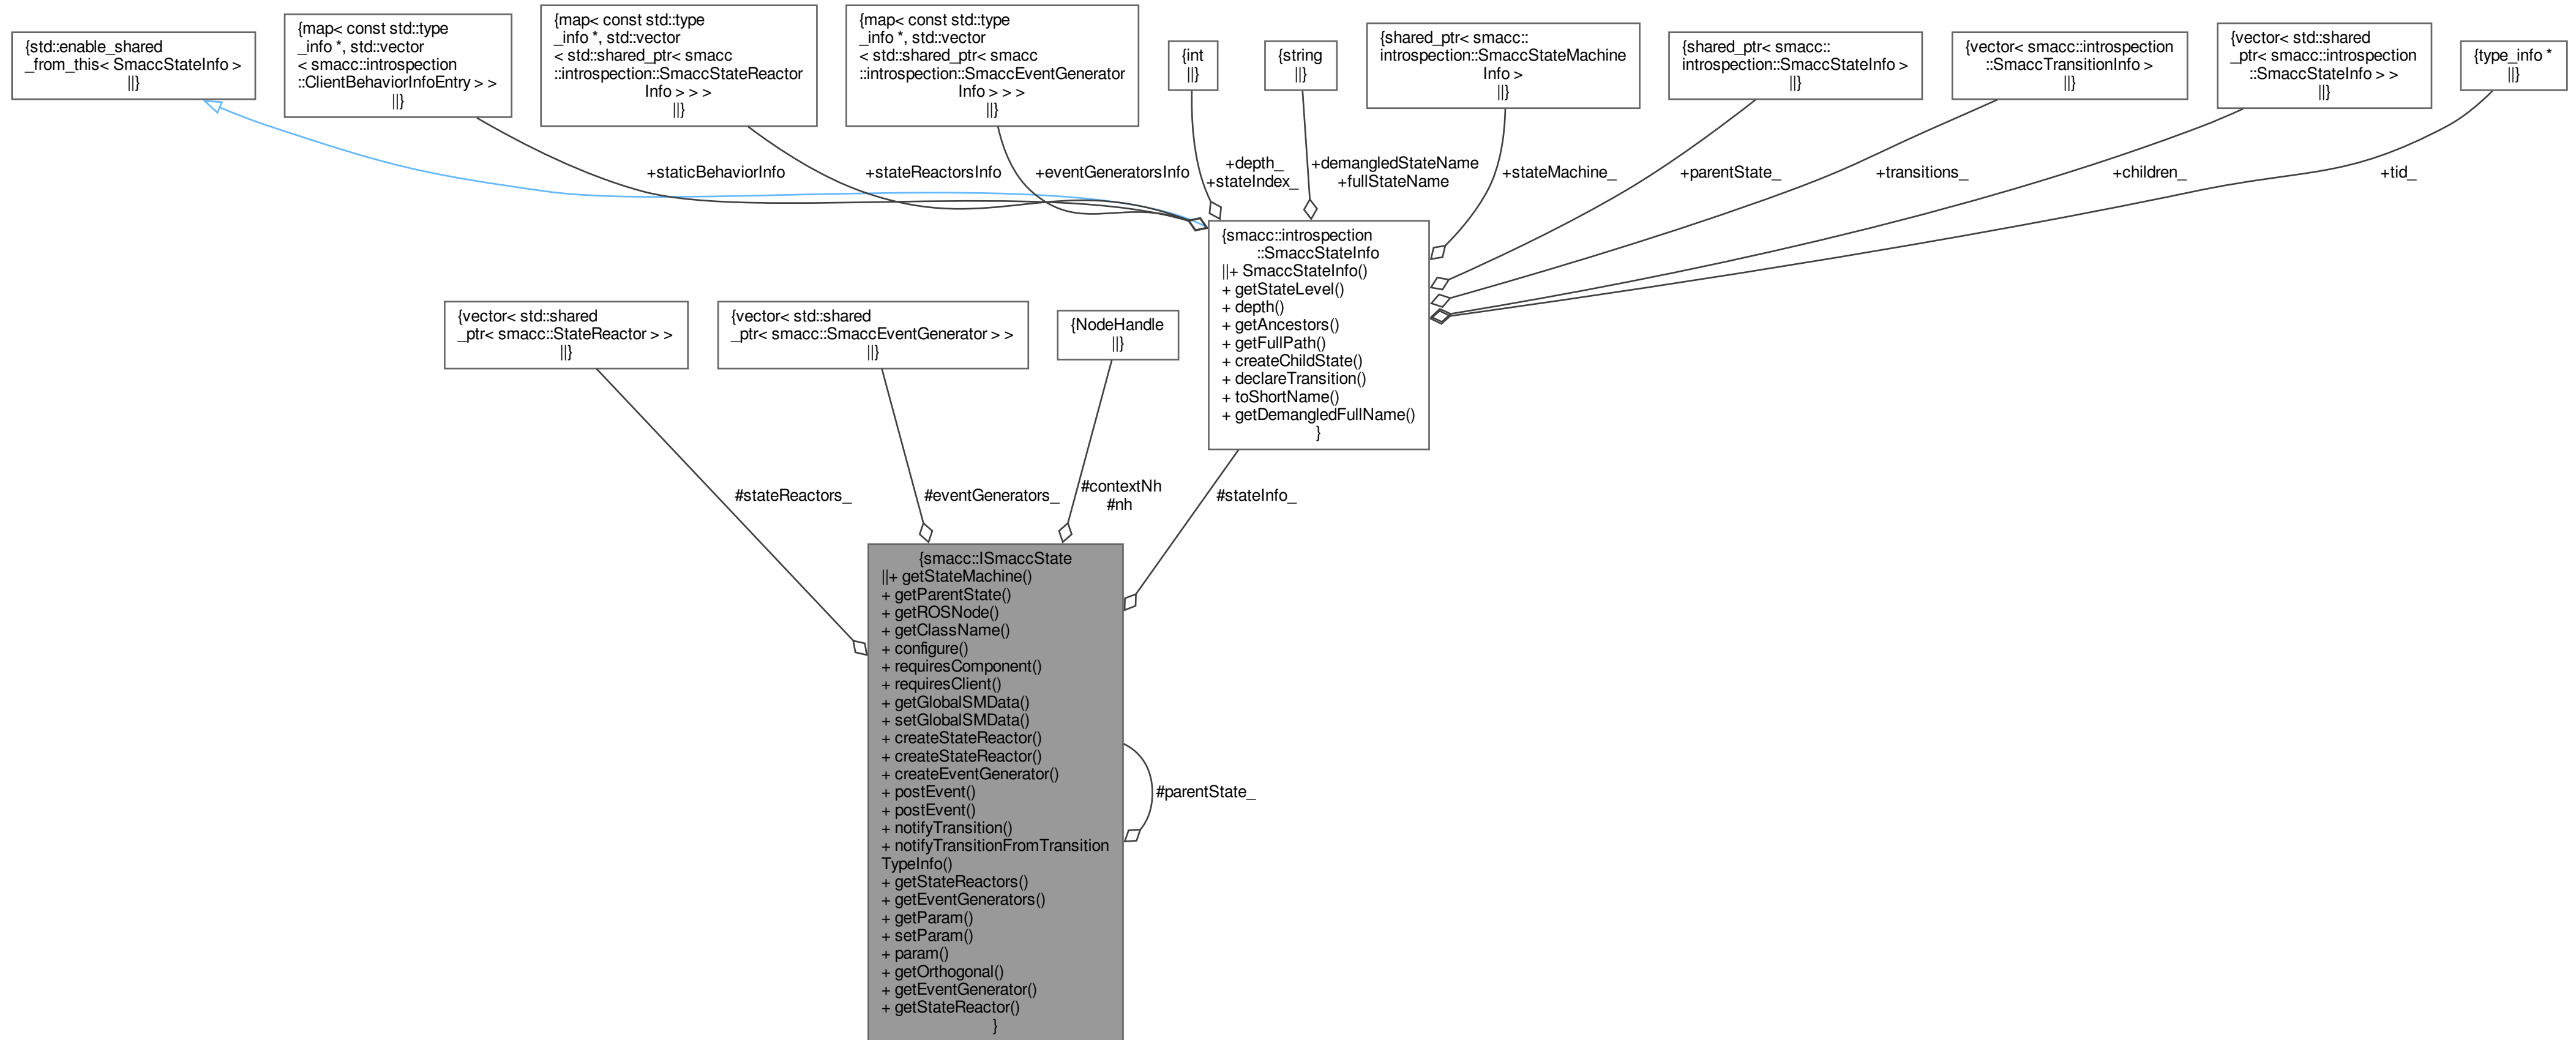 {std::enable_shared
_from_this< SmaccStateInfo >
||}
{map< const std::type
_info *, std::vector
< smacc::introspection
::ClientBehaviorInfoEntry > >
||}
{map< const std::type
_info *, std::vector
< std::shared_ptr< smacc
::introspection::SmaccStateReactor
Info > > >
||}
{map< const std::type
_info *, std::vector
< std::shared_ptr< smacc
::introspection::SmaccEventGenerator
Info > > >
||}
{int
||}
{string
||}
{shared_ptr< smacc::
introspection::SmaccStateMachine
Info >
||}
{shared_ptr< smacc::
introspection::SmaccStateInfo >
||}
{vector< smacc::introspection
::SmaccTransitionInfo >
||}
{vector< std::shared
_ptr< smacc::introspection
::SmaccStateInfo > >
||}
{type_info *
||}
+staticBehaviorInfo
+stateReactorsInfo
+eventGeneratorsInfo
+depth_
+stateIndex_
+demangledStateName
+fullStateName
+stateMachine_
+parentState_
+transitions_
+children_
+tid_
{smacc::introspection
::SmaccStateInfo
||+ SmaccStateInfo()
+ getStateLevel()
+ depth()
+ getAncestors()
+ getFullPath()
+ createChildState()
+ declareTransition()
+ toShortName()
+ getDemangledFullName()
}
{vector< std::shared
_ptr< smacc::StateReactor > >
||}
{vector< std::shared
_ptr< smacc::SmaccEventGenerator > >
||}
{NodeHandle
||}
#stateReactors_
#eventGenerators_
#contextNh
#nh
#stateInfo_
{smacc::ISmaccState
||+ getStateMachine()
+ getParentState()
+ getROSNode()
+ getClassName()
+ configure()
+ requiresComponent()
+ requiresClient()
+ getGlobalSMData()
+ setGlobalSMData()
+ createStateReactor()
+ createStateReactor()
+ createEventGenerator()
+ postEvent()
+ postEvent()
+ notifyTransition()
+ notifyTransitionFromTransition
TypeInfo()
+ getStateReactors()
+ getEventGenerators()
+ getParam()
+ setParam()
+ param()
+ getOrthogonal()
+ getEventGenerator()
+ getStateReactor()
}
#parentState_